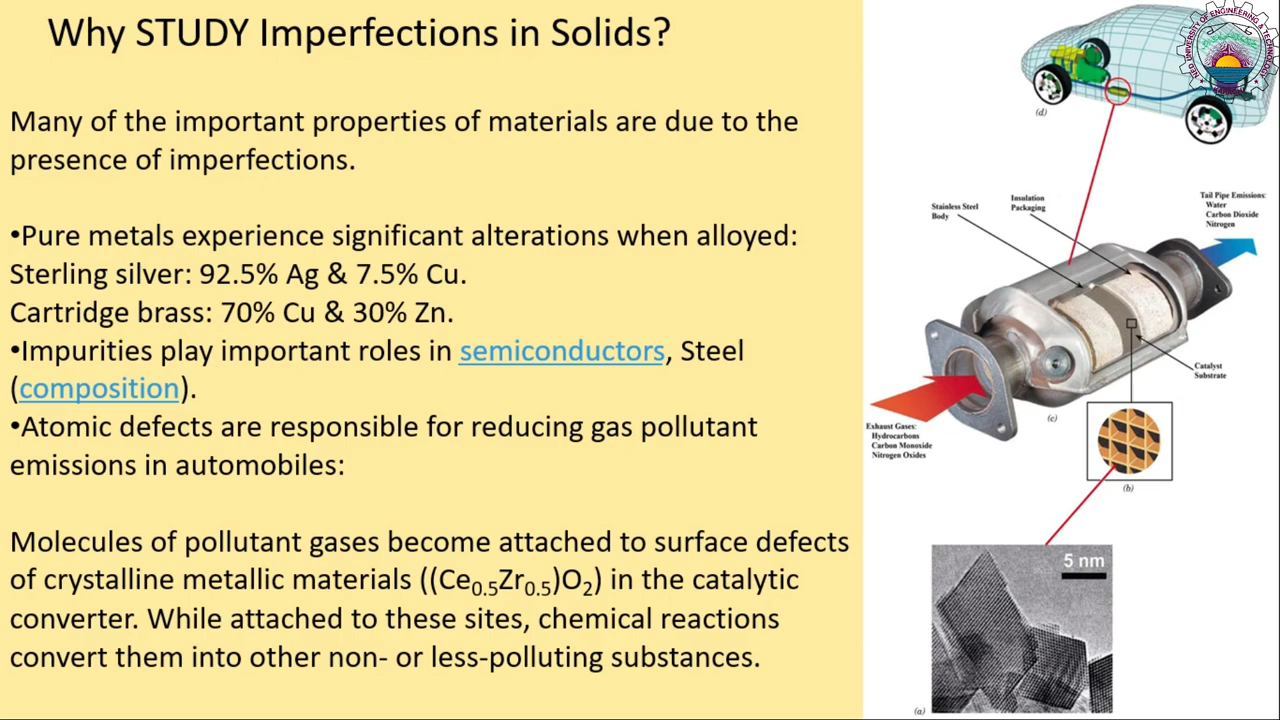 Why STUDY Imperfections in Solids?
Many of the important properties of materials are due to the
presence of imperfections.
•Pure metals experience significant alterations when alloyed:
Sterling silver: 92.5% Ag & 7.5% Cu.
Cartridge brass: 70% Cu & 30% Zn.
•Impurities play important roles in semiconductors, Steel
(composition).
•Atomic defects are responsible for reducing gas pollutant
emissions in automobiles:
Molecules of pollutant gases become attached to surface defects
of crystalline metallic materials ((Ce0.5Zr0.5)O2) in the catalytic
converter. While attached to these sites, chemical reactions
convert them into other non- or less-polluting substances.
(d)
Stainless Steel
Body
Insulation
Packaging
Tail Pipe Emissions:
Water
Carbon Dioxide
Nitrogen
Catalyst
Substrate
(c)
Exhaust Gases:
Hydrocarbons
Carbon Monoxide
Nitrogen Oxides
(b)
5 nm
(a)
NED UNIVERSITY OF ENGINEERING & TECHNOLOGY